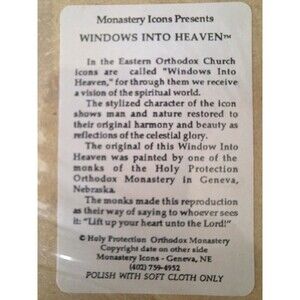 Monastery Icons Presents
WINDOWS INTO HEAVEN™
In the Eastern Orthodox Church
icons are called "Windows Into
Heaven," for through them we receive
a vision of the spiritual world.
The stylized character of the icon
shows man and nature restored to
their original harmony and beauty as
reflections of the celestial glory.
The original of this Window Into
Heaven was painted by one of the
monks of the Holy Protection
Orthodox Monastery in Geneva,
Nebraska.
The monks made this reproduction
as their way of saying to whoever sees
it: "Lift up your heart unto the Lord!"
© Holy Protection Orthodox Monastery
Copyright date on other side
Monastery Icons - Geneva, NE
(402) 759-4952
POLISH WITH SOFT CLOTH ONLY